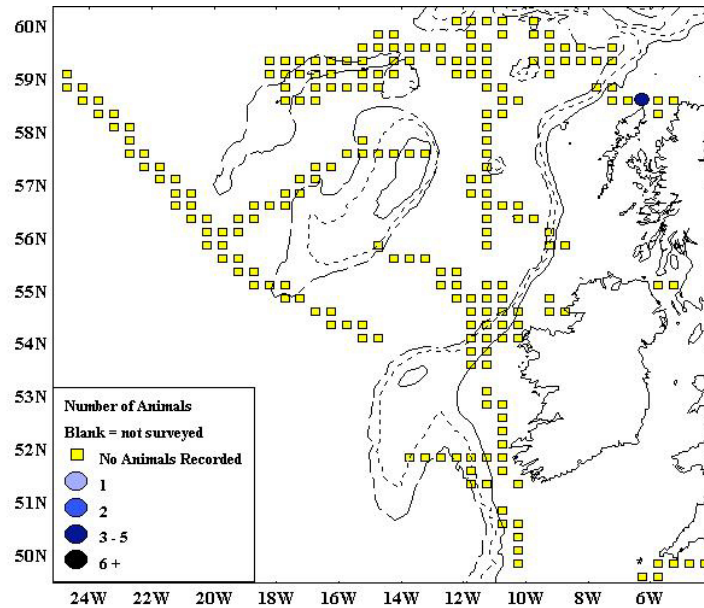 60N
59N
58N
57N
56N
55N
54N
53N
52N
51N
50N
Number of Animals
Blank = not surveyed
No Animals Recorded
1
2
3 - 5
6 +
24W 22W 20W 18W 16W 14W 12W 10W 8W 6W